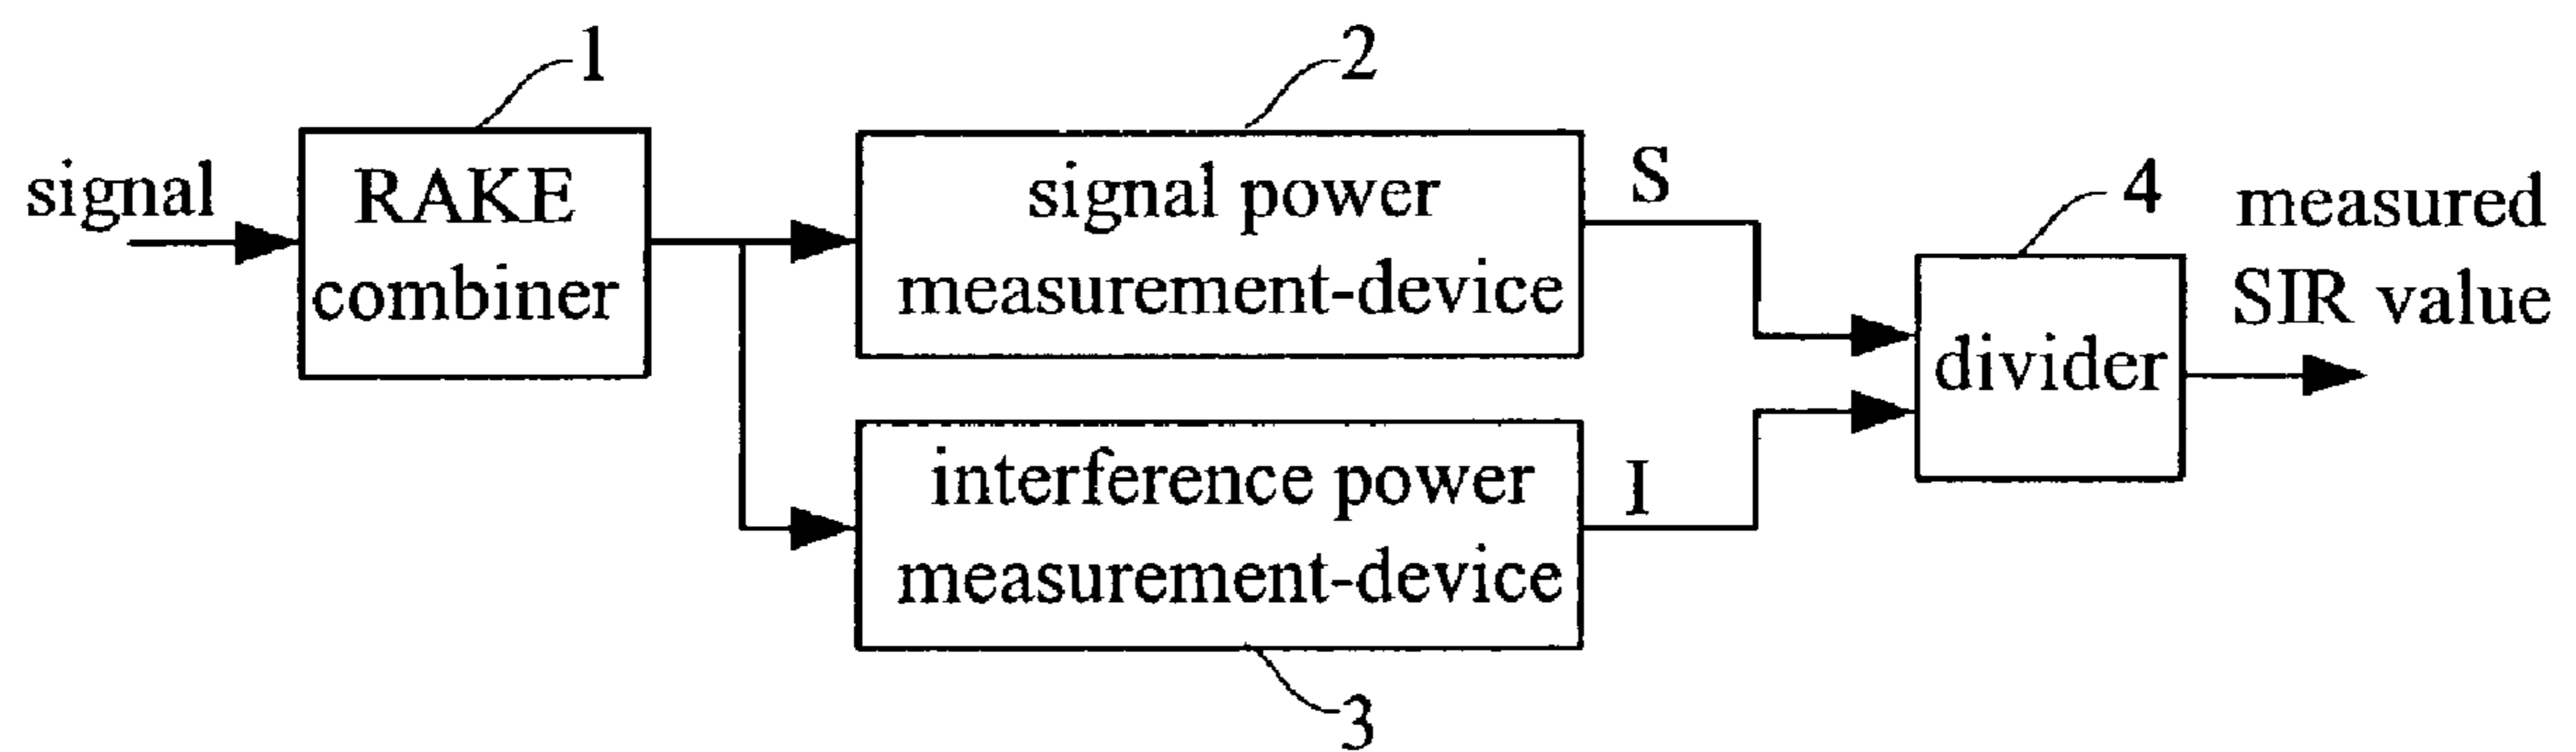 1
2
signal
RAKE
combiner
signal power
measurement-device
S
4
measured
SIR value
divider
interference power
measurement-device
I
3